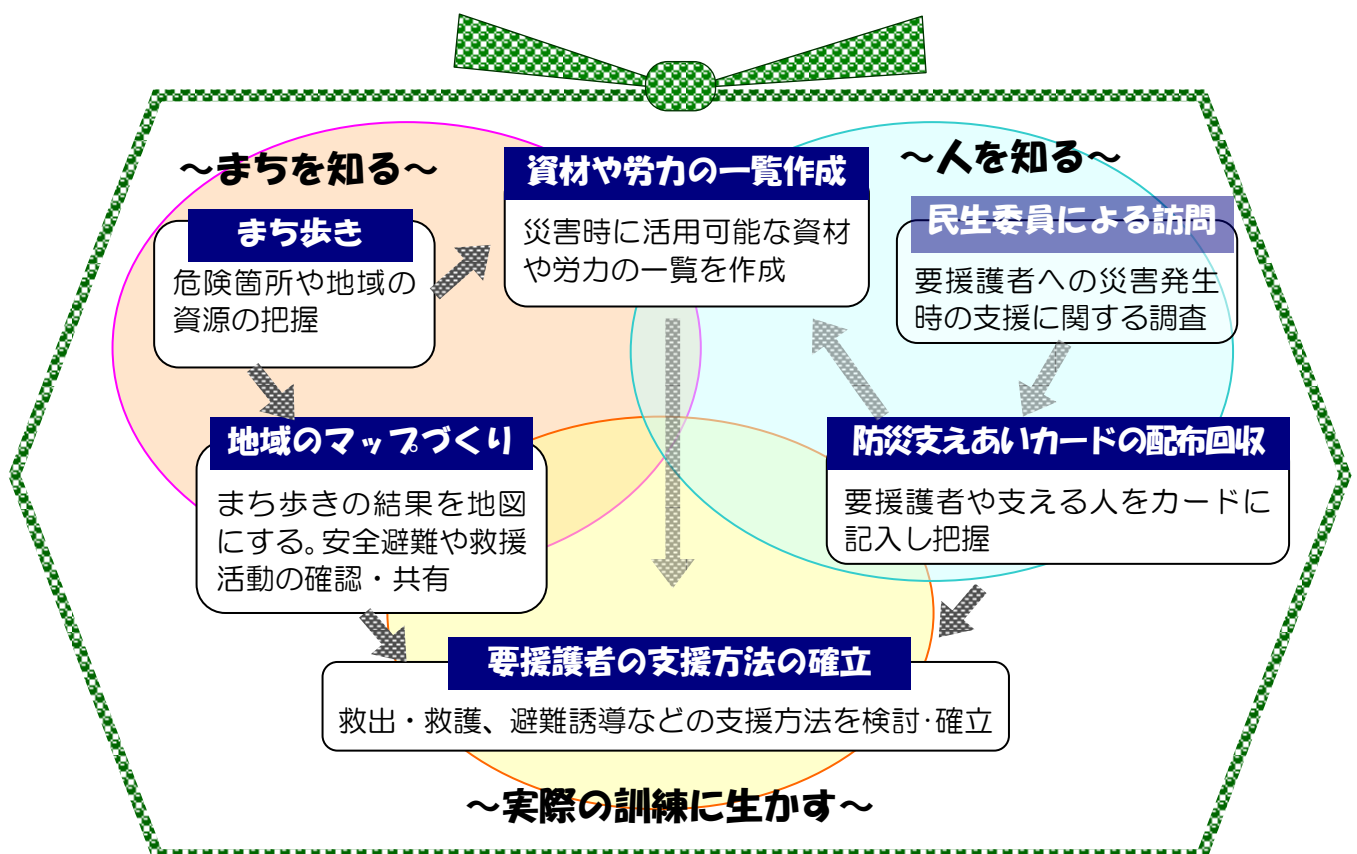 ～まちを知る～
まち歩き
危険箇所や地域の
資源の把握
資材や労力の一覧作成
災害時に活用可能な資材
や労力の一覧を作成
～人を知る～
民生委員による訪問
要援護者への災害発生
時の支援に関する調査
地域のマップづくり
まち歩きの結果を地図
にする。安全避難や救援
活動の確認・共有
防災支えあいカードの配布回収
要援護者や支える人をカードに
記入し把握
要援護者の支援方法の確立
救出・救護、避難誘導などの支援方法を検討･確立
～実際の訓練に生かす～